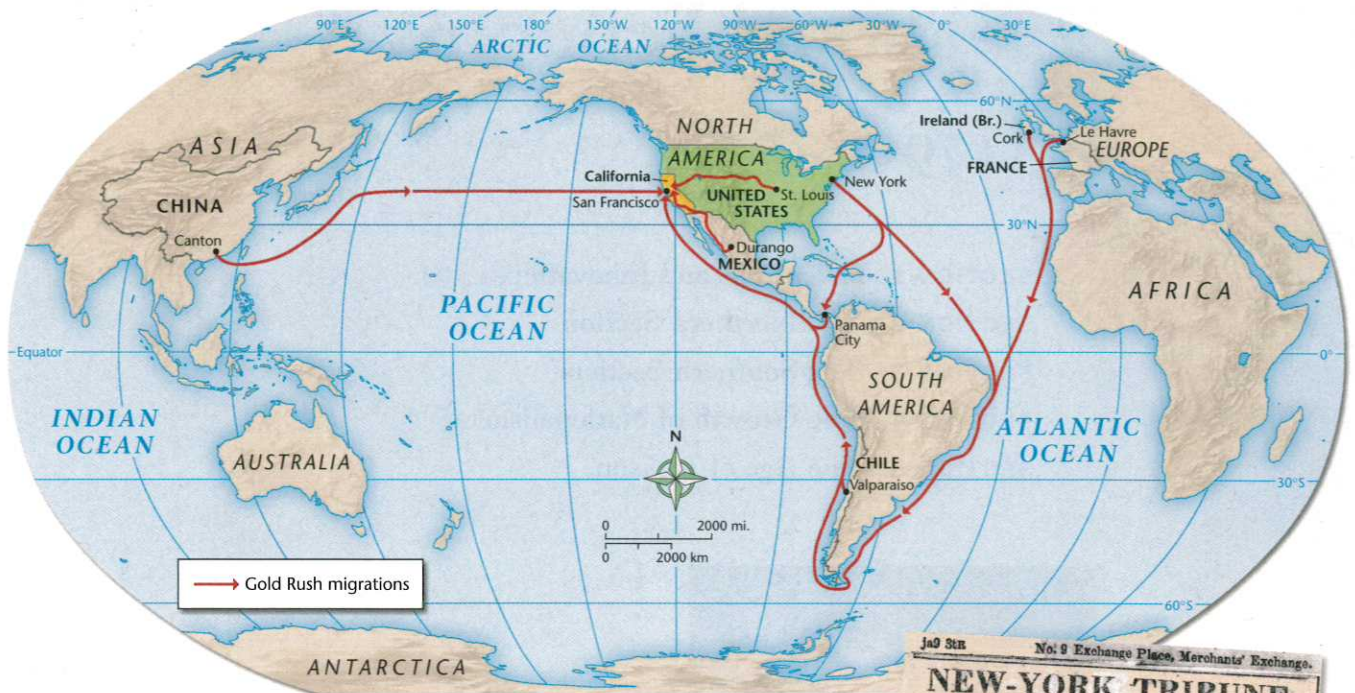 90°E
120°E
150°E
180°
150°W
120°W
90°W
60°W
30°W
0°
30°E
ARCTIC OCEAN
60°N
NORTH
AMERICA
Ireland (Br.)
Cork
Le Havre
EUROPE
FRANCE
ASIA
CHINA
Canton
California
San Francisco
UNITED
STATES
St. Louis
New York
30°N
Durango
MEXICO
PACIFIC
OCEAN
AFRICA
Panama
City
Equator
0°
INDIAN
OCEAN
SOUTH
AMERICA
ATLANTIC
OCEAN
AUSTRALIA
N
CHILE
Valparaiso
30°S
0 2000 mi.
0 2000 km
Gold Rush migrations
60°S
ANTARCTICA
ja9 3tR No. 9 Exchange Place, Merchants' Exchange.
NEW-YORK TRIBUNE